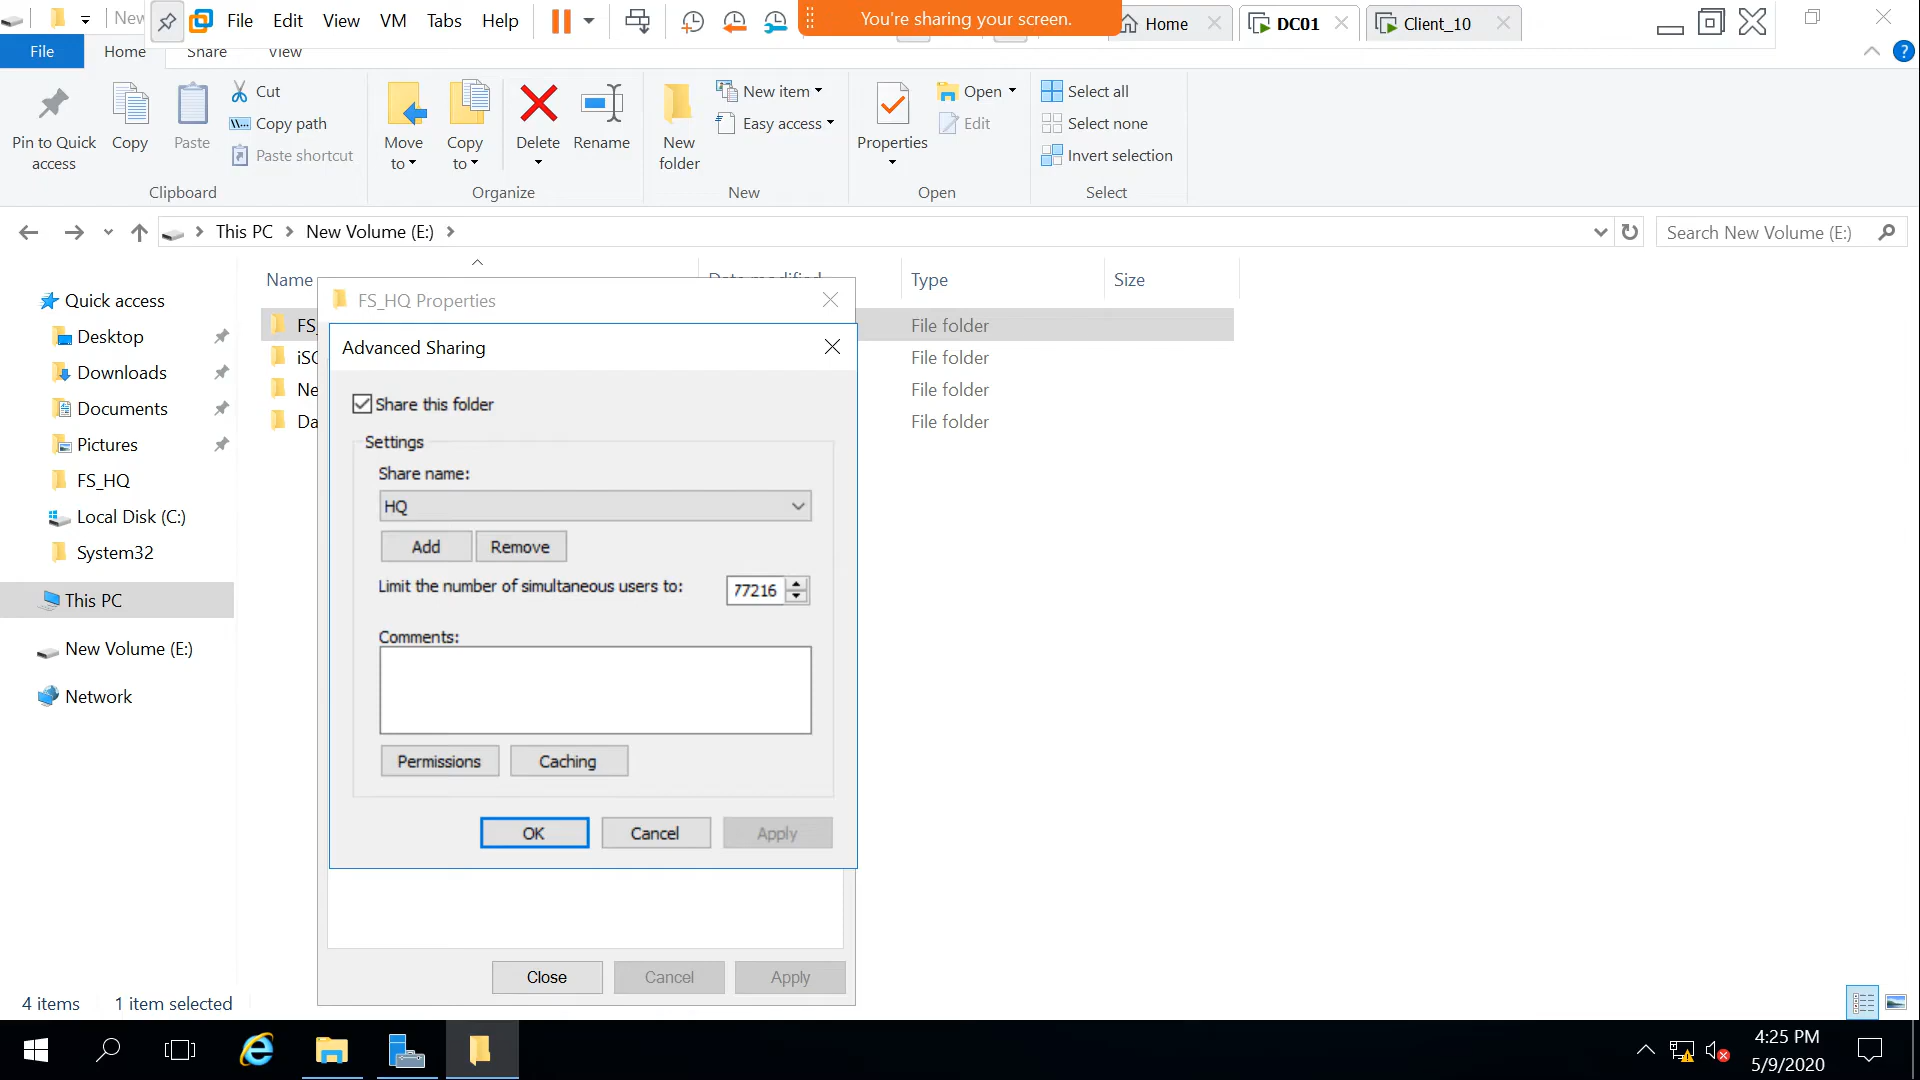 New
File Edit View VM Tabs Help
You're sharing your screen.
Home
DC01
Client_10
File Home Share View
Pin to Quick access
Copy
Paste
Cut
Copy path
Paste shortcut
Clipboard
Move to
Copy to
Delete
Rename
Organize
New folder
New item
Easy access
New
Properties
Open
Edit
Open
Select all
Select none
Invert selection
Select
This PC > New Volume (E:) >
Search New Volume (E:)
Name
Type
Size
Quick access
Desktop
Downloads
Documents
Pictures
FS_HQ
Local Disk (C:)
System32
This PC
New Volume (E:)
Network
FS_
File folder
iSC
File folder
Ne
File folder
Da
File folder
FS_HQ Properties
Advanced Sharing
Share this folder
Settings
Share name:
HQ
Add Remove
Limit the number of simultaneous users to: 77216
Comments:
Permissions Caching
OK Cancel Apply
Close Cancel Apply
4 items 1 item selected
4:25 PM
5/9/2020